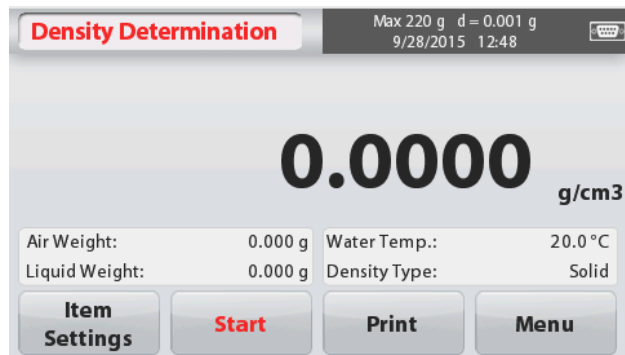 Density Determination
Max 220 g d = 0.001 g
9/28/2015 12:48
0.0000 g/cm3
Air Weight: 0.000 g Water Temp.: 20.0 °C
Liquid Weight: 0.000 g Density Type: Solid
Item Settings
Start
Print
Menu